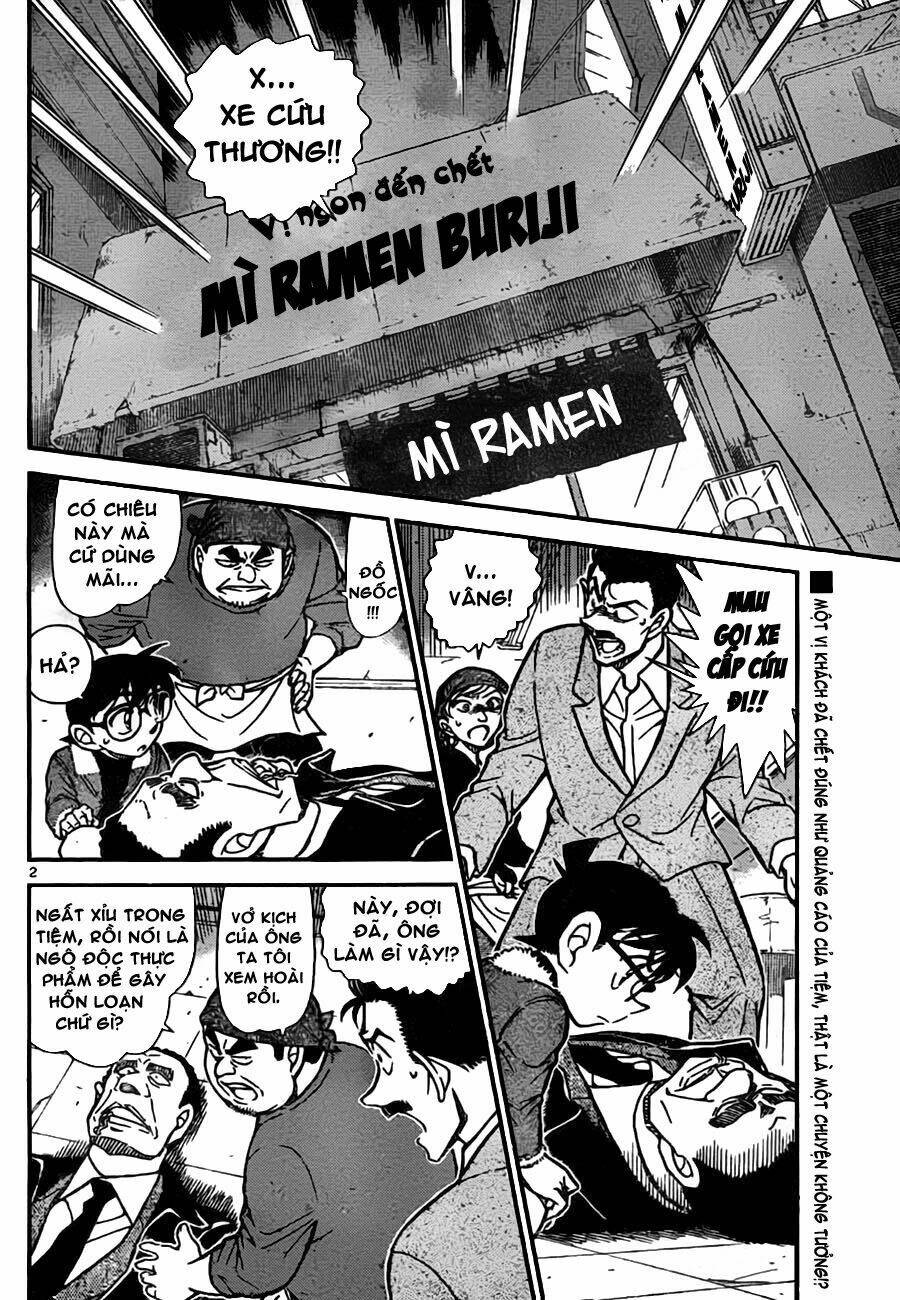 X...
XE CỨU
THƯƠNG!!
Vị ngon đến chết
MÌ RAMEN BURIJI
MÌ RAMEN
MAU
GỌI XE
CẤP CỨU
ĐI!!
V...
VÂNG!
ĐỒ
NGỐC
!!!
CÓ CHIÊU
NÀY MÀ
CỨ DÙNG
MÃI...
HẢ?
MỘT VỊ KHÁCH ĐÃ CHẾT ĐÚNG NHƯ QUẢNG CÁO CỦA TIỆM, THẬT LÀ MỘT CHUYỆN KHÔNG TƯỞNG!?
2
NÀY, ĐỢI
ĐÃ, ÔNG
LÀM GÌ VẬY!?
VỞ KỊCH
CỦA ÔNG
TA TÔI
XEM HOÀI
RỒI.
NGẤT XỈU TRONG
TIỆM, RỒI NÓI LÀ
NGỘ ĐỘC THỰC
PHẨM ĐỂ GÂY
HỖN LOẠN
CHỨ GÌ?